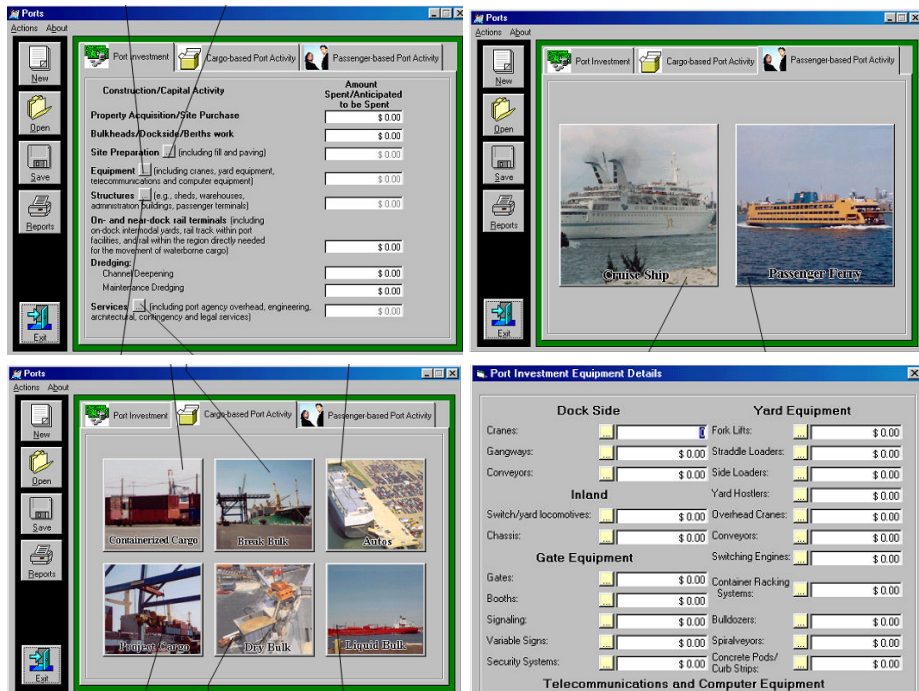 Ports
Actions About
New
Open
Save
Reports
Exit
Port Investment Cargo-based Port Activity Passenger-based Port Activity
Construction/Capital Activity
Amount
Spent/Anticipated
to be Spent
Property Acquisition/Site Purchase $ 0.00
Bulkheads/Dockside/Berths work $ 0.00
Site Preparation ... (including fill and paving) $ 0.00
Equipment ... (including cranes, yard equipment,
telecommunications and computer equipment) $ 0.00
Structures ... (e.g., sheds, warehouses,
administration buildings, passenger terminals) $ 0.00
On- and near-dock rail terminals (including
on-dock intermodal yards, rail track within port
facilities, and rail within the region directly needed
for the movement of waterborne cargo) $ 0.00
Dredging:
Channel Deepening $ 0.00
Maintenance Dredging $ 0.00
Services ... (including port agency overhead, engineering,
architectural, contingency and legal services) $ 0.00
Ports
Actions About
New
Open
Save
Reports
Exit
Port Investment Cargo-based Port Activity Passenger-based Port Activity
Cruise Ship Passenger Ferry
Ports
Actions About
New
Open
Save
Reports
Exit
Port Investment Cargo-based Port Activity Passenger-based Port Activity
Containerized Cargo Break Bulk Autos
Project Cargo Dry Bulk Liquid Bulk
Port Investment Equipment Details
Dock Side
Cranes: ... 0
Gangways: ... $ 0.00
Conveyors: ... $ 0.00
Inland
Switch/yard locomotives: ... $ 0.00
Chassis: ... $ 0.00
Gate Equipment
Gates: ... $ 0.00
Booths: ... $ 0.00
Signaling: ... $ 0.00
Variable Signs: ... $ 0.00
Security Systems: ... $ 0.00
Yard Equipment
Fork Lifts: ... $ 0.00
Straddle Loaders: ... $ 0.00
Side Loaders: ... $ 0.00
Yard Hostlers: ... $ 0.00
Overhead Cranes: ... $ 0.00
Conveyors: ... $ 0.00
Switching Engines: ... $ 0.00
Container Racking
Systems: ... $ 0.00
Bulldozers: ... $ 0.00
Spiralveyors: ... $ 0.00
Concrete Pods/
Curb Strips: ... $ 0.00
Telecommunications and Computer Equipment